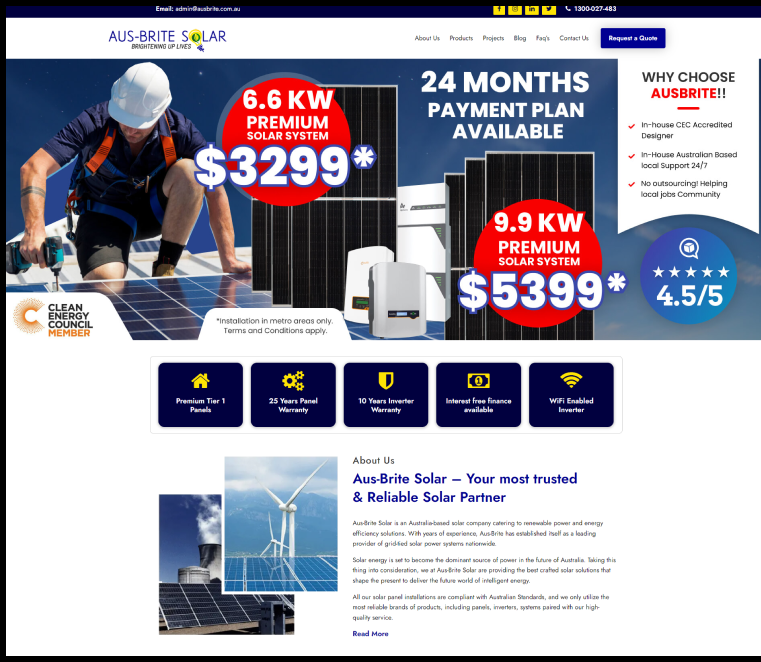 Email: admin@ausbrite.com.au
1300-027-483
AUS-BRITE SOLAR
BRIGHTENING UP LIVES
About Us Products Projects Blog Faq's Contact Us Request a Quote
6.6 KW
PREMIUM
SOLAR SYSTEM
$3299*
24 MONTHS
PAYMENT PLAN
AVAILABLE
9.9 KW
PREMIUM
SOLAR SYSTEM
$5399*
WHY CHOOSE
AUSBRITE!!
In-house CEC Accredited
Designer
In-House Australian Based
local Support 24/7
No outsourcing! Helping
local jobs Community
4.5/5
CLEAN
ENERGY
COUNCIL
MEMBER
*Installation in metro areas only.
Terms and Conditions apply.
Premium Tier 1
Panels
25 Years Panel
Warranty
10 Years Inverter
Warranty
Interest free finance
available
WiFi Enabled
Inverter
About Us
Aus-Brite Solar – Your most trusted
& Reliable Solar Partner
Aus-Brite Solar is an Australia-based solar company catering to renewable power and energy
efficiency solutions. With years of experience, Aus-Brite has established itself as a leading
provider of grid-tied solar power systems nationwide.
Solar energy is set to become the dominant source of power in the future of Australia. Taking this
thing into consideration, we at Aus-Brite Solar are providing the best crafted solar solutions that
shape the present to deliver the future world of intelligent energy.
All our solar panel installations are compliant with Australian Standards, and we only utilize the
most reliable brands of products, including panels, inverters, systems paired with our high-
quality service.
Read More